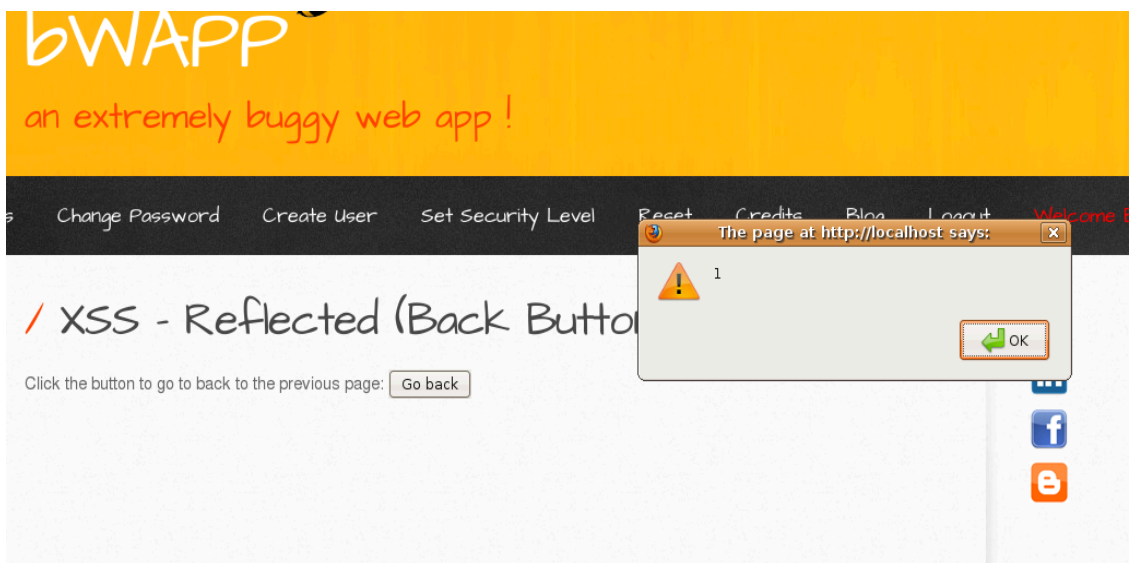 bWAPP
an extremely buggy web app !
s Change Password Create User Set Security Level Reset Credits Blog Logout Welcome B
The page at http://localhost says:
1
OK
/ XSS - Reflected (Back Button
Click the button to go to back to the previous page: Go back